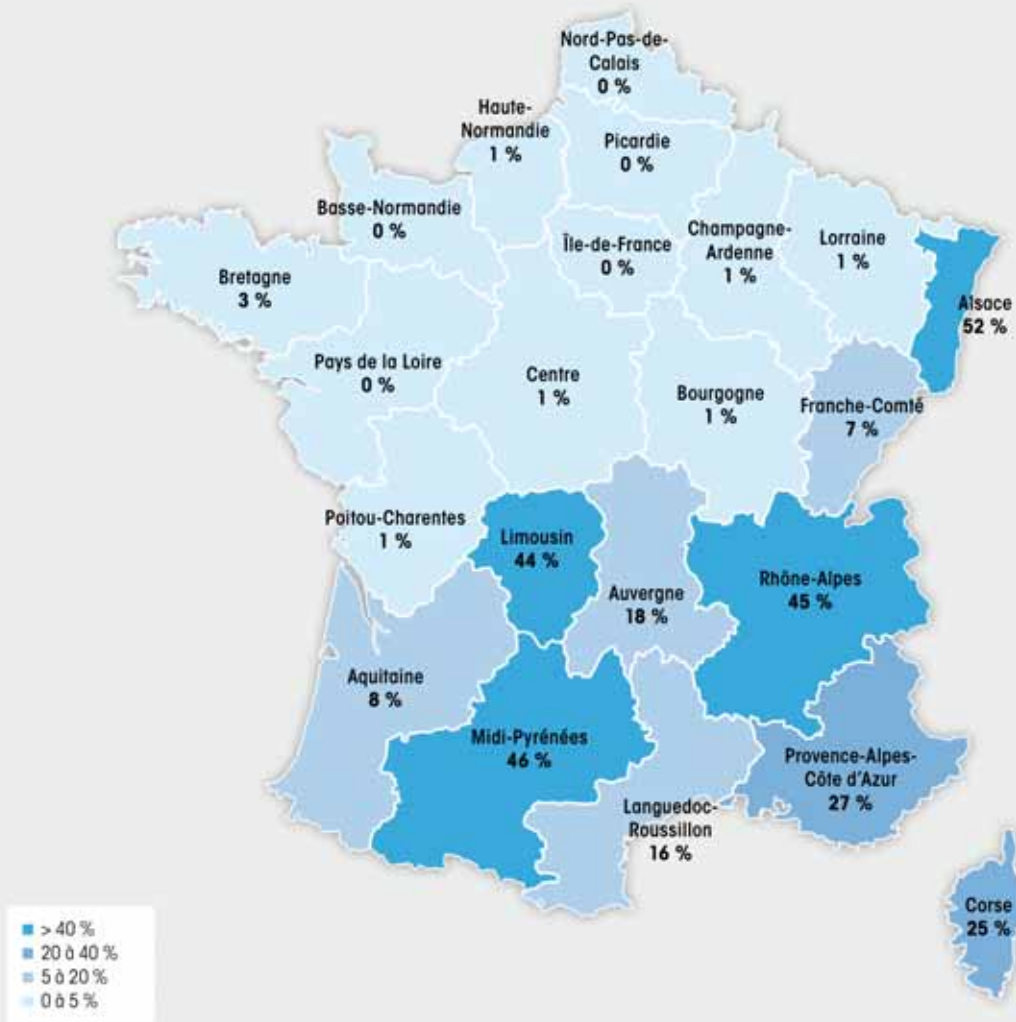 Nord-Pas-de-
Calais
0 %
Haute-
Normandie
1 %
Picardie
0 %
Basse-Normandie
0 %
Île-de-France
0 %
Champagne-
Ardenne
1 %
Lorraine
1 %
Alsace
52 %
Bretagne
3 %
Pays de la Loire
0 %
Centre
1 %
Bourgogne
1 %
Franche-Comté
7 %
Poitou-Charentes
1 %
Limousin
44 %
Auvergne
18 %
Rhône-Alpes
45 %
Aquitaine
8 %
Midi-Pyrénées
46 %
Languedoc-
Roussillon
16 %
Provence-Alpes-
Côte d'Azur
27 %
Corse
25 %
> 40 %
20 à 40 %
5 à 20 %
0 à 5 %